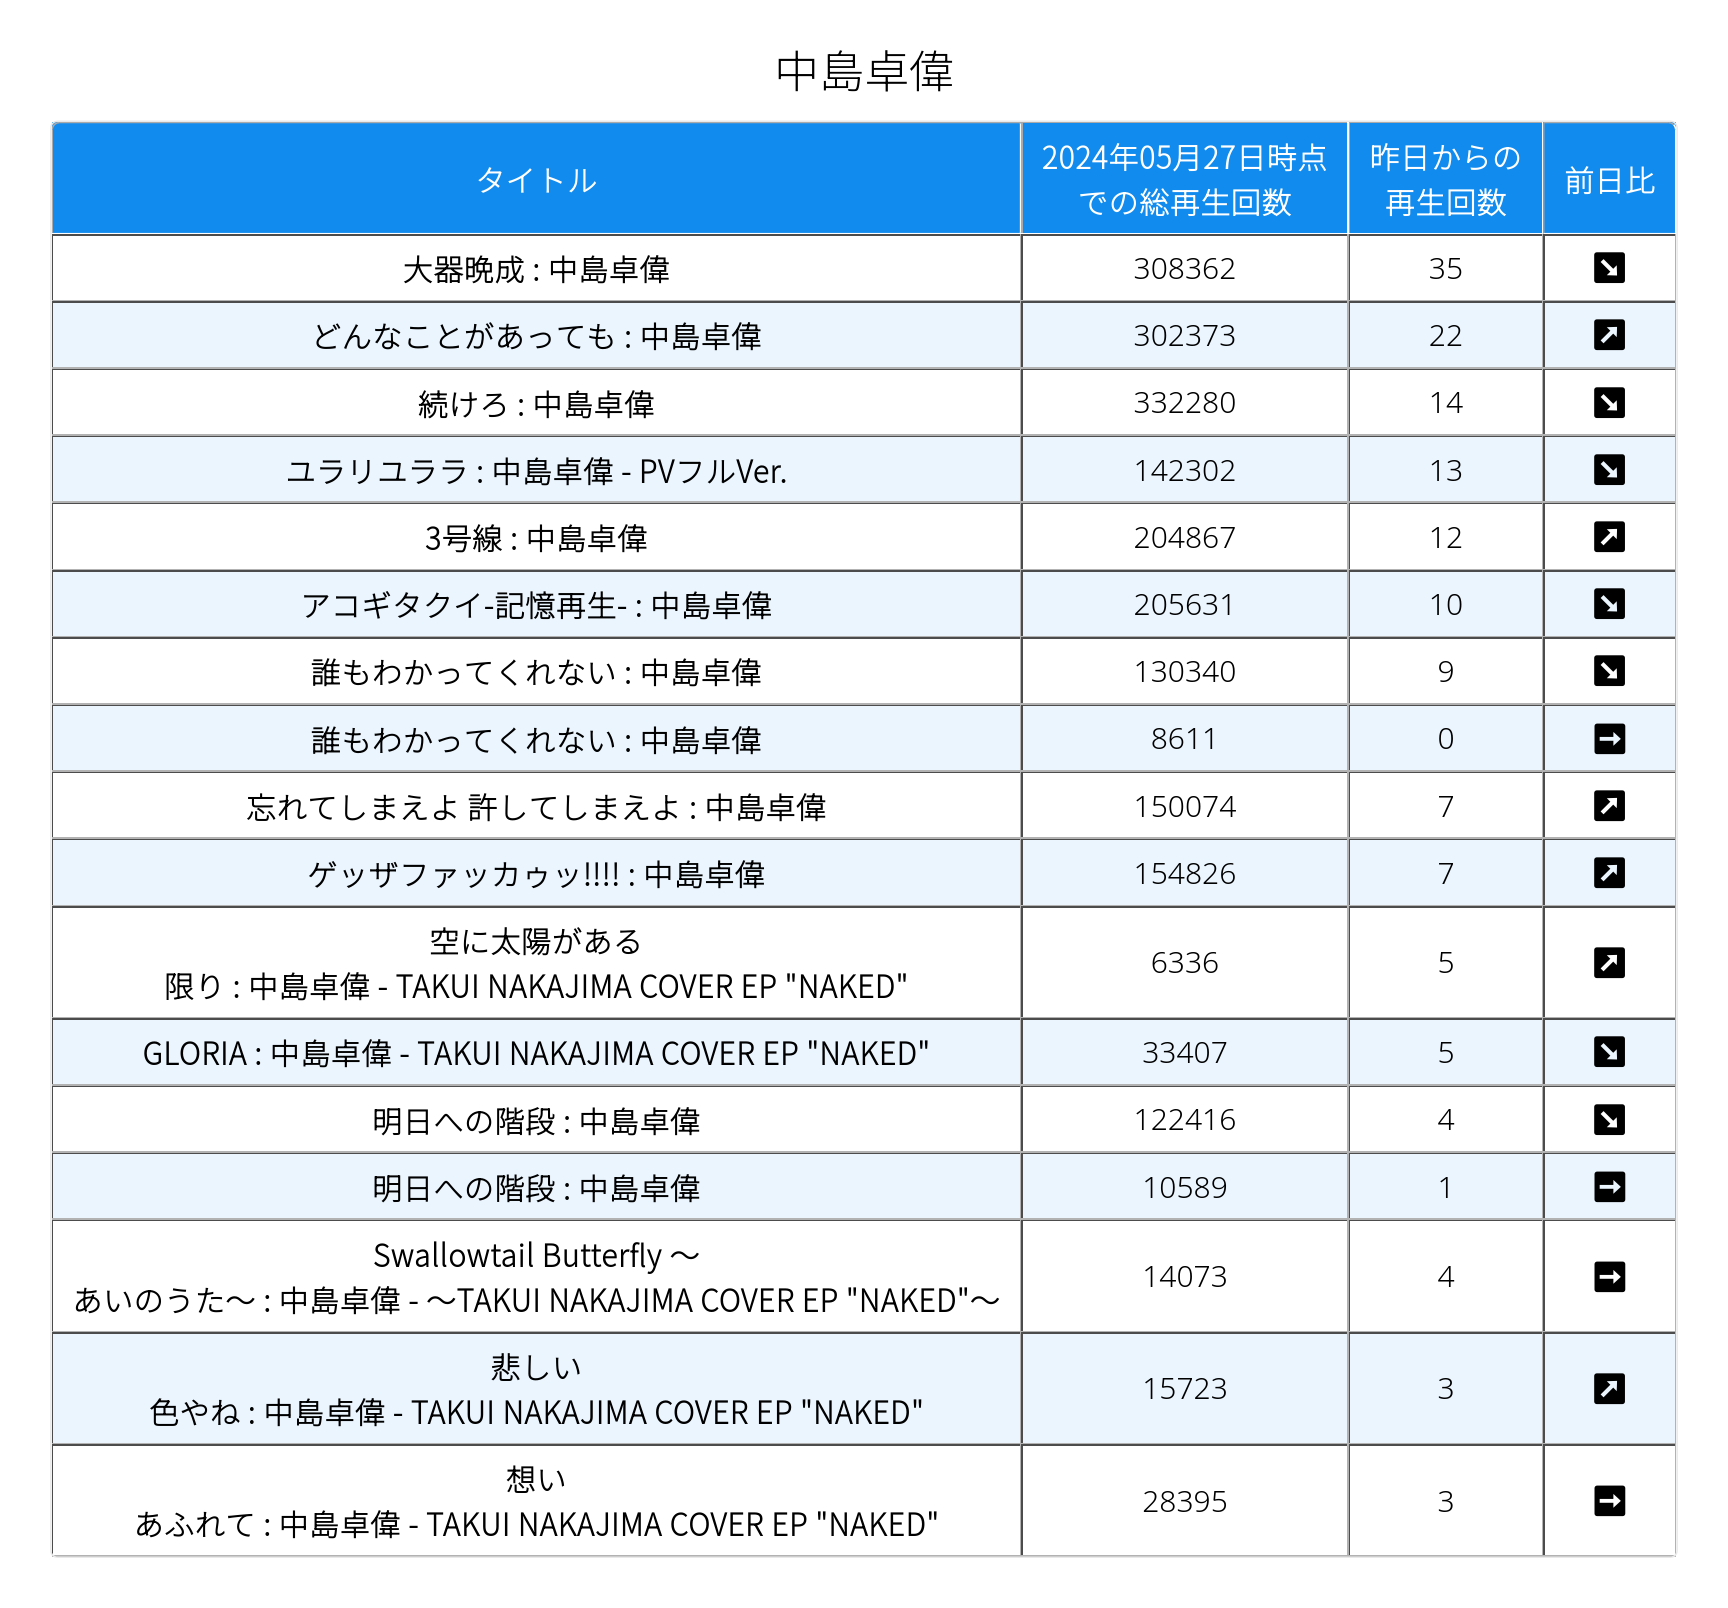 中島卓偉
タイトル
2024年05月27日時点
での総再生回数
昨日からの
再生回数
前日比
大器晩成 : 中島卓偉 308362 35 ↘
どんなことがあっても : 中島卓偉 302373 22 ↗
続けろ : 中島卓偉 332280 14 ↘
ユラリユララ : 中島卓偉 - PVフルVer. 142302 13 ↘
3号線 : 中島卓偉 204867 12 ↗
アコギタクイ-記憶再生- : 中島卓偉 205631 10 ↘
誰もわかってくれない : 中島卓偉 130340 9 ↘
誰もわかってくれない : 中島卓偉 8611 0 →
忘れてしまえよ 許してしまえよ : 中島卓偉 150074 7 ↗
ゲッザファッカゥッ!!!! : 中島卓偉 154826 7 ↗
空に太陽がある
限り : 中島卓偉 - TAKUI NAKAJIMA COVER EP "NAKED" 6336 5 ↗
GLORIA : 中島卓偉 - TAKUI NAKAJIMA COVER EP "NAKED" 33407 5 ↘
明日への階段 : 中島卓偉 122416 4 ↘
明日への階段 : 中島卓偉 10589 1 →
Swallowtail Butterfly ～
あいのうた～ : 中島卓偉 - ～TAKUI NAKAJIMA COVER EP "NAKED"～ 14073 4 →
悲しい
色やね : 中島卓偉 - TAKUI NAKAJIMA COVER EP "NAKED" 15723 3 ↗
想い
あふれて : 中島卓偉 - TAKUI NAKAJIMA COVER EP "NAKED" 28395 3 →